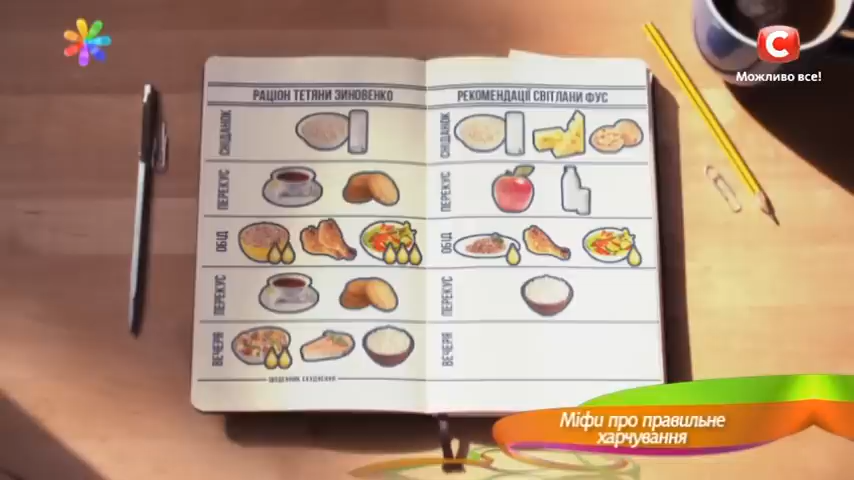 С
Можливо все!
РАЦІОН ТЕТЯНИ ЗИНОВЕНКО
РЕКОМЕНДАЦІЇ СВІТЛАНИ ФУС
СНІДАНОК
СНІДАНОК
ПЕРЕКУС
ПЕРЕКУС
ОБІД
ОБІД
ПЕРЕКУС
ПЕРЕКУС
ВЕЧЕРЯ
ВЕЧЕРЯ
ЩОДЕННИК СХУДНЕННЯ
Міфи про правильне
харчування